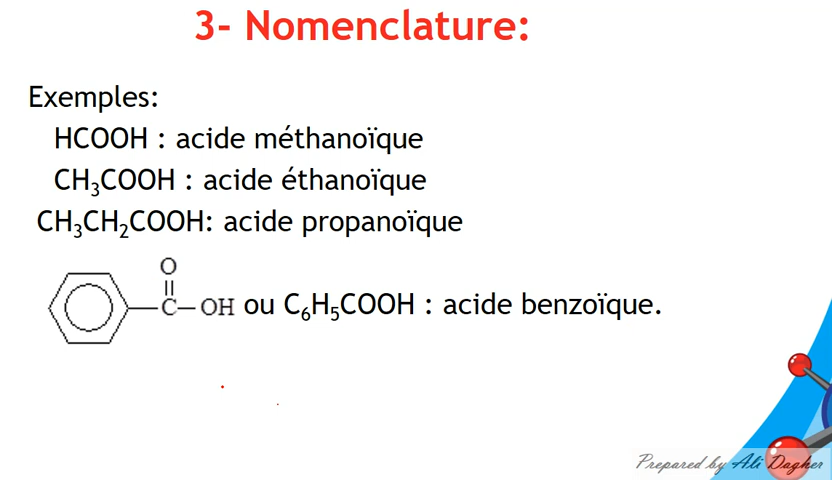 3- Nomenclature:
Exemples:
HCOOH : acide méthanoïque
CH₃COOH : acide éthanoïque
CH₃CH₂COOH: acide propanoïque
O
C OH ou C₆H₅COOH : acide benzoïque.
Prepared by Ali Dagher